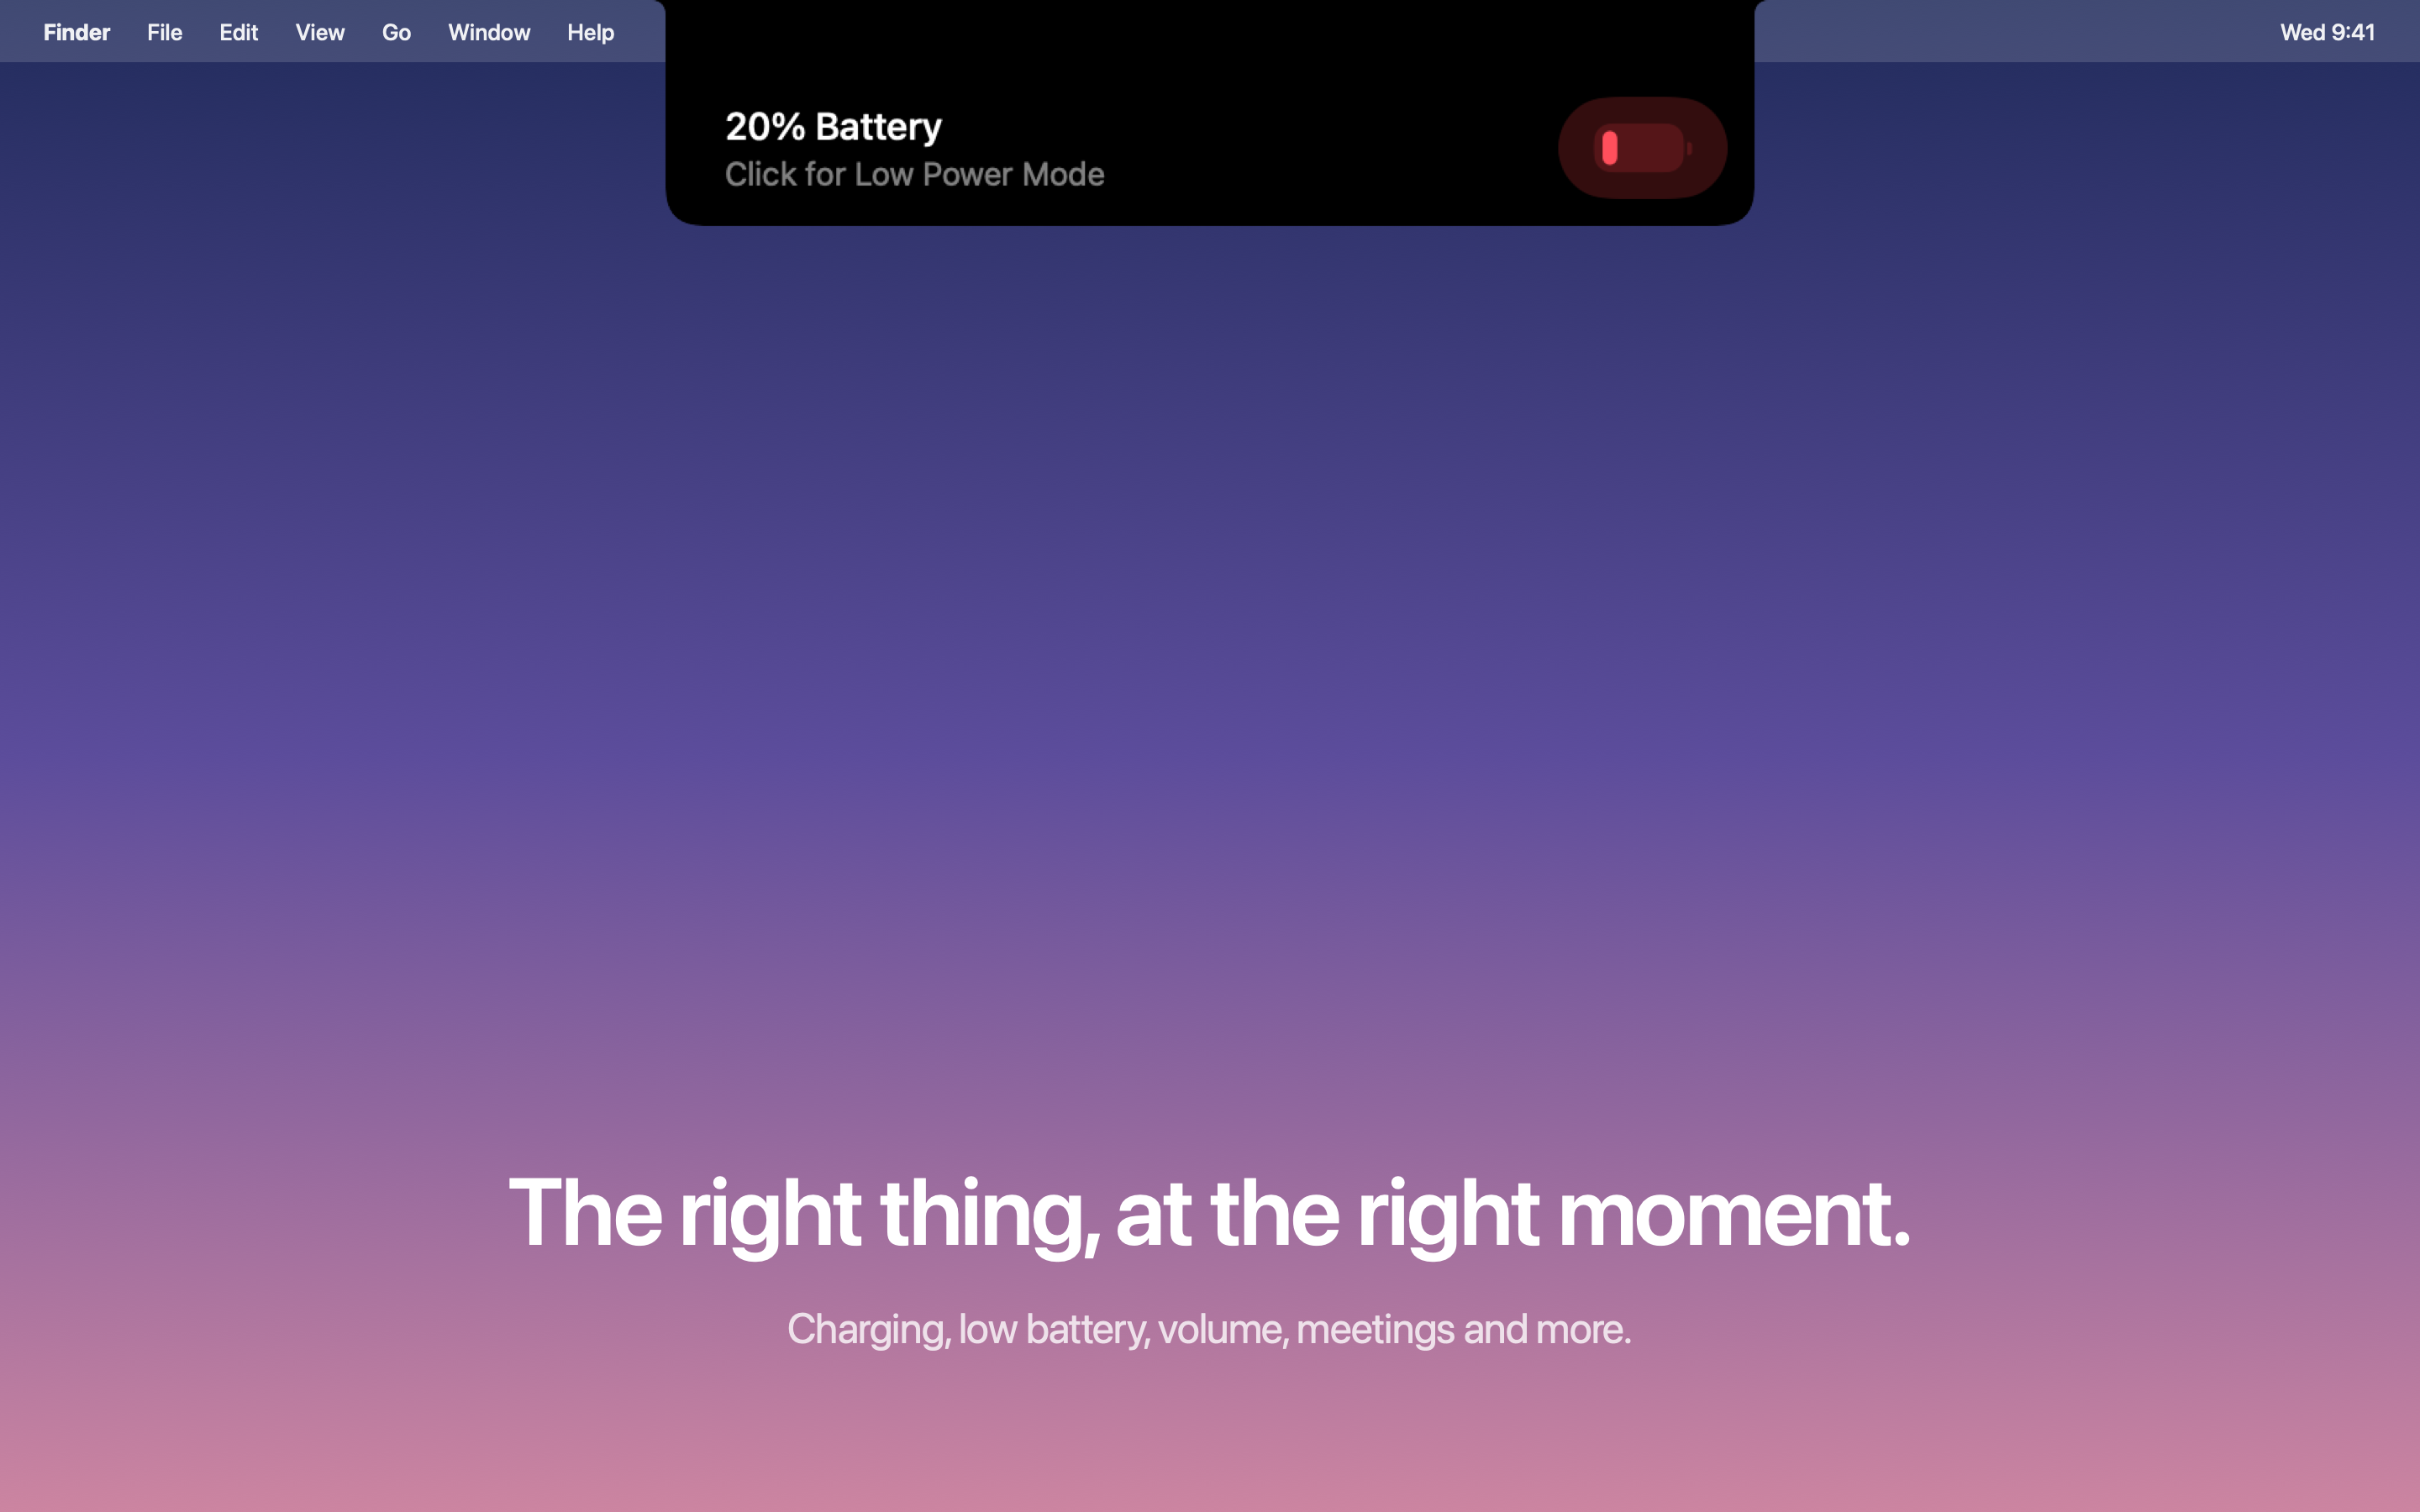 Finder File Edit View Go Window Help Wed 9:41
20% Battery
Click for Low Power Mode
The right thing, at the right moment.
Charging, low battery, volume, meetings and more.